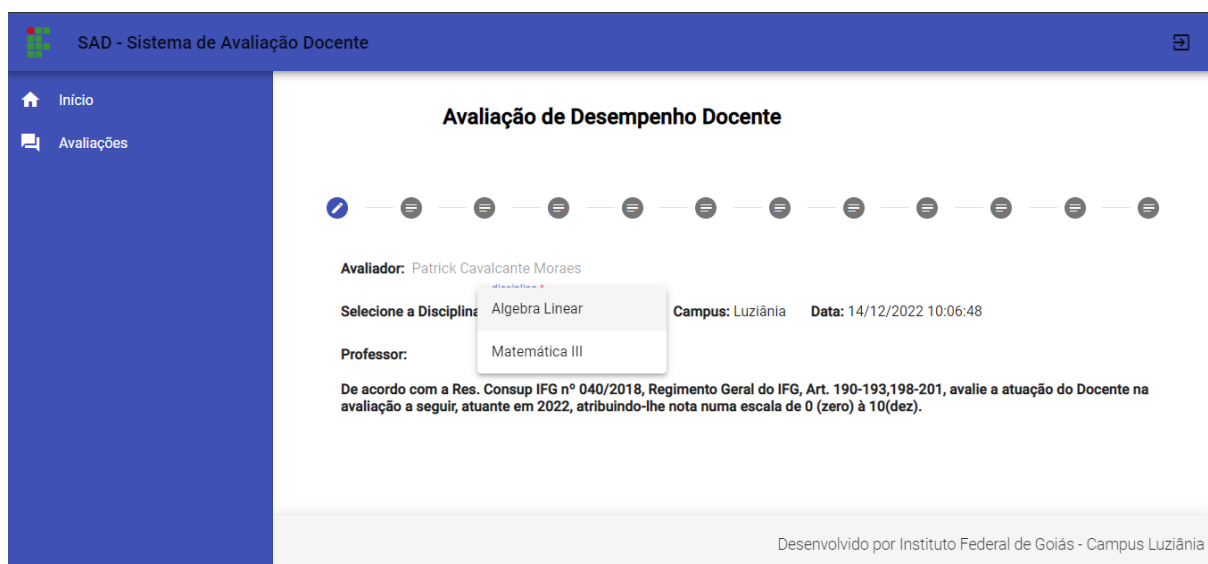 SAD - Sistema de Avaliação Docente
Início
Avaliações
Avaliação de Desempenho Docente
Avaliador: Patrick Cavalcante Moraes
disciplina *
Selecione a Disciplina
Algebra Linear
Campus: Luziânia Data: 14/12/2022 10:06:48
Professor:
Matemática III
De acordo com a Res. Consup IFG nº 040/2018, Regimento Geral do IFG, Art. 190-193,198-201, avalie a atuação do Docente na
avaliação a seguir, atuante em 2022, atribuindo-lhe nota numa escala de 0 (zero) à 10(dez).
Desenvolvido por Instituto Federal de Goiás - Campus Luziânia